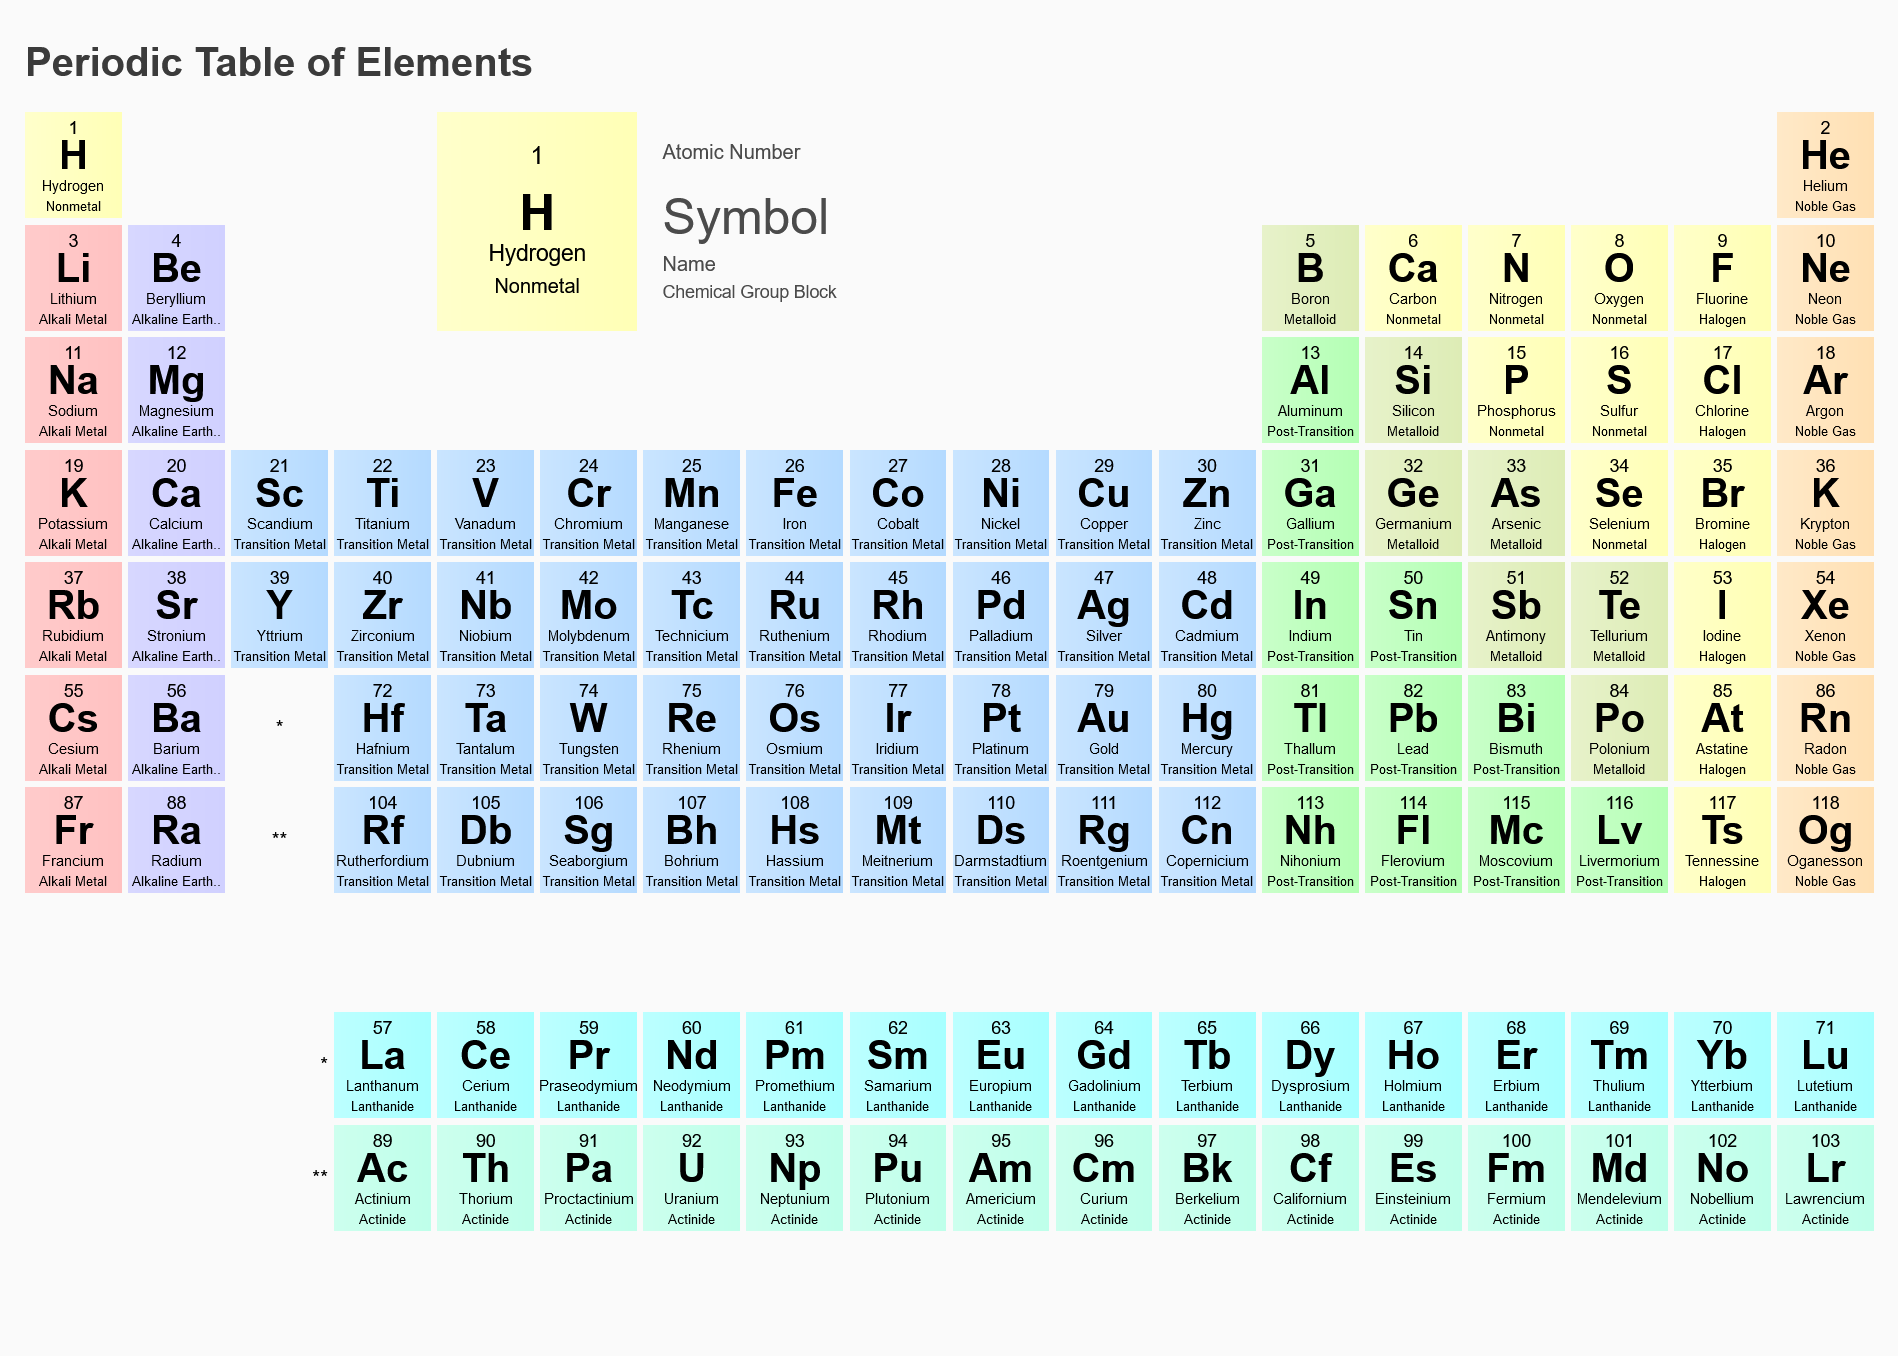 Periodic Table of Elements
1
H
Hydrogen
Nonmetal
1
H
Hydrogen
Nonmetal
Atomic Number
Symbol
Name
Chemical Group Block
2
He
Helium
Noble Gas
3
Li
Lithium
Alkali Metal
4
Be
Beryllium
Alkaline Earth..
5
B
Boron
Metalloid
6
Ca
Carbon
Nonmetal
7
N
Nitrogen
Nonmetal
8
O
Oxygen
Nonmetal
9
F
Fluorine
Halogen
10
Ne
Neon
Noble Gas
11
Na
Sodium
Alkali Metal
12
Mg
Magnesium
Alkaline Earth..
13
Al
Aluminum
Post-Transition
14
Si
Silicon
Metalloid
15
P
Phosphorus
Nonmetal
16
S
Sulfur
Nonmetal
17
Cl
Chlorine
Halogen
18
Ar
Argon
Noble Gas
19
K
Potassium
Alkali Metal
20
Ca
Calcium
Alkaline Earth..
21
Sc
Scandium
Transition Metal
22
Ti
Titanium
Transition Metal
23
V
Vanadum
Transition Metal
24
Cr
Chromium
Transition Metal
25
Mn
Manganese
Transition Metal
26
Fe
Iron
Transition Metal
27
Co
Cobalt
Transition Metal
28
Ni
Nickel
Transition Metal
29
Cu
Copper
Transition Metal
30
Zn
Zinc
Transition Metal
31
Ga
Gallium
Post-Transition
32
Ge
Germanium
Metalloid
33
As
Arsenic
Metalloid
34
Se
Selenium
Nonmetal
35
Br
Bromine
Halogen
36
K
Krypton
Noble Gas
37
Rb
Rubidium
Alkali Metal
38
Sr
Stronium
Alkaline Earth..
39
Y
Yttrium
Transition Metal
40
Zr
Zirconium
Transition Metal
41
Nb
Niobium
Transition Metal
42
Mo
Molybdenum
Transition Metal
43
Tc
Technicium
Transition Metal
44
Ru
Ruthenium
Transition Metal
45
Rh
Rhodium
Transition Metal
46
Pd
Palladium
Transition Metal
47
Ag
Silver
Transition Metal
48
Cd
Cadmium
Transition Metal
49
In
Indium
Post-Transition
50
Sn
Tin
Post-Transition
51
Sb
Antimony
Metalloid
52
Te
Tellurium
Metalloid
53
I
Iodine
Halogen
54
Xe
Xenon
Noble Gas
55
Cs
Cesium
Alkali Metal
56
Ba
Barium
Alkaline Earth..
*
72
Hf
Hafnium
Transition Metal
73
Ta
Tantalum
Transition Metal
74
W
Tungsten
Transition Metal
75
Re
Rhenium
Transition Metal
76
Os
Osmium
Transition Metal
77
Ir
Iridium
Transition Metal
78
Pt
Platinum
Transition Metal
79
Au
Gold
Transition Metal
80
Hg
Mercury
Transition Metal
81
Tl
Thallum
Post-Transition
82
Pb
Lead
Post-Transition
83
Bi
Bismuth
Post-Transition
84
Po
Polonium
Metalloid
85
At
Astatine
Halogen
86
Rn
Radon
Noble Gas
87
Fr
Francium
Alkali Metal
88
Ra
Radium
Alkaline Earth..
**
104
Rf
Rutherfordium
Transition Metal
105
Db
Dubnium
Transition Metal
106
Sg
Seaborgium
Transition Metal
107
Bh
Bohrium
Transition Metal
108
Hs
Hassium
Transition Metal
109
Mt
Meitnerium
Transition Metal
110
Ds
Darmstadtium
Transition Metal
111
Rg
Roentgenium
Transition Metal
112
Cn
Copernicium
Transition Metal
113
Nh
Nihonium
Post-Transition
114
Fl
Flerovium
Post-Transition
115
Mc
Moscovium
Post-Transition
116
Lv
Livermorium
Post-Transition
117
Ts
Tennessine
Halogen
118
Og
Oganesson
Noble Gas
*
57
La
Lanthanum
Lanthanide
58
Ce
Cerium
Lanthanide
59
Pr
Praseodymium
Lanthanide
60
Nd
Neodymium
Lanthanide
61
Pm
Promethium
Lanthanide
62
Sm
Samarium
Lanthanide
63
Eu
Europium
Lanthanide
64
Gd
Gadolinium
Lanthanide
65
Tb
Terbium
Lanthanide
66
Dy
Dysprosium
Lanthanide
67
Ho
Holmium
Lanthanide
68
Er
Erbium
Lanthanide
69
Tm
Thulium
Lanthanide
70
Yb
Ytterbium
Lanthanide
71
Lu
Lutetium
Lanthanide
**
89
Ac
Actinium
Actinide
90
Th
Thorium
Actinide
91
Pa
Proctactinium
Actinide
92
U
Uranium
Actinide
93
Np
Neptunium
Actinide
94
Pu
Plutonium
Actinide
95
Am
Americium
Actinide
96
Cm
Curium
Actinide
97
Bk
Berkelium
Actinide
98
Cf
Californium
Actinide
99
Es
Einsteinium
Actinide
100
Fm
Fermium
Actinide
101
Md
Mendelevium
Actinide
102
No
Nobellium
Actinide
103
Lr
Lawrencium
Actinide